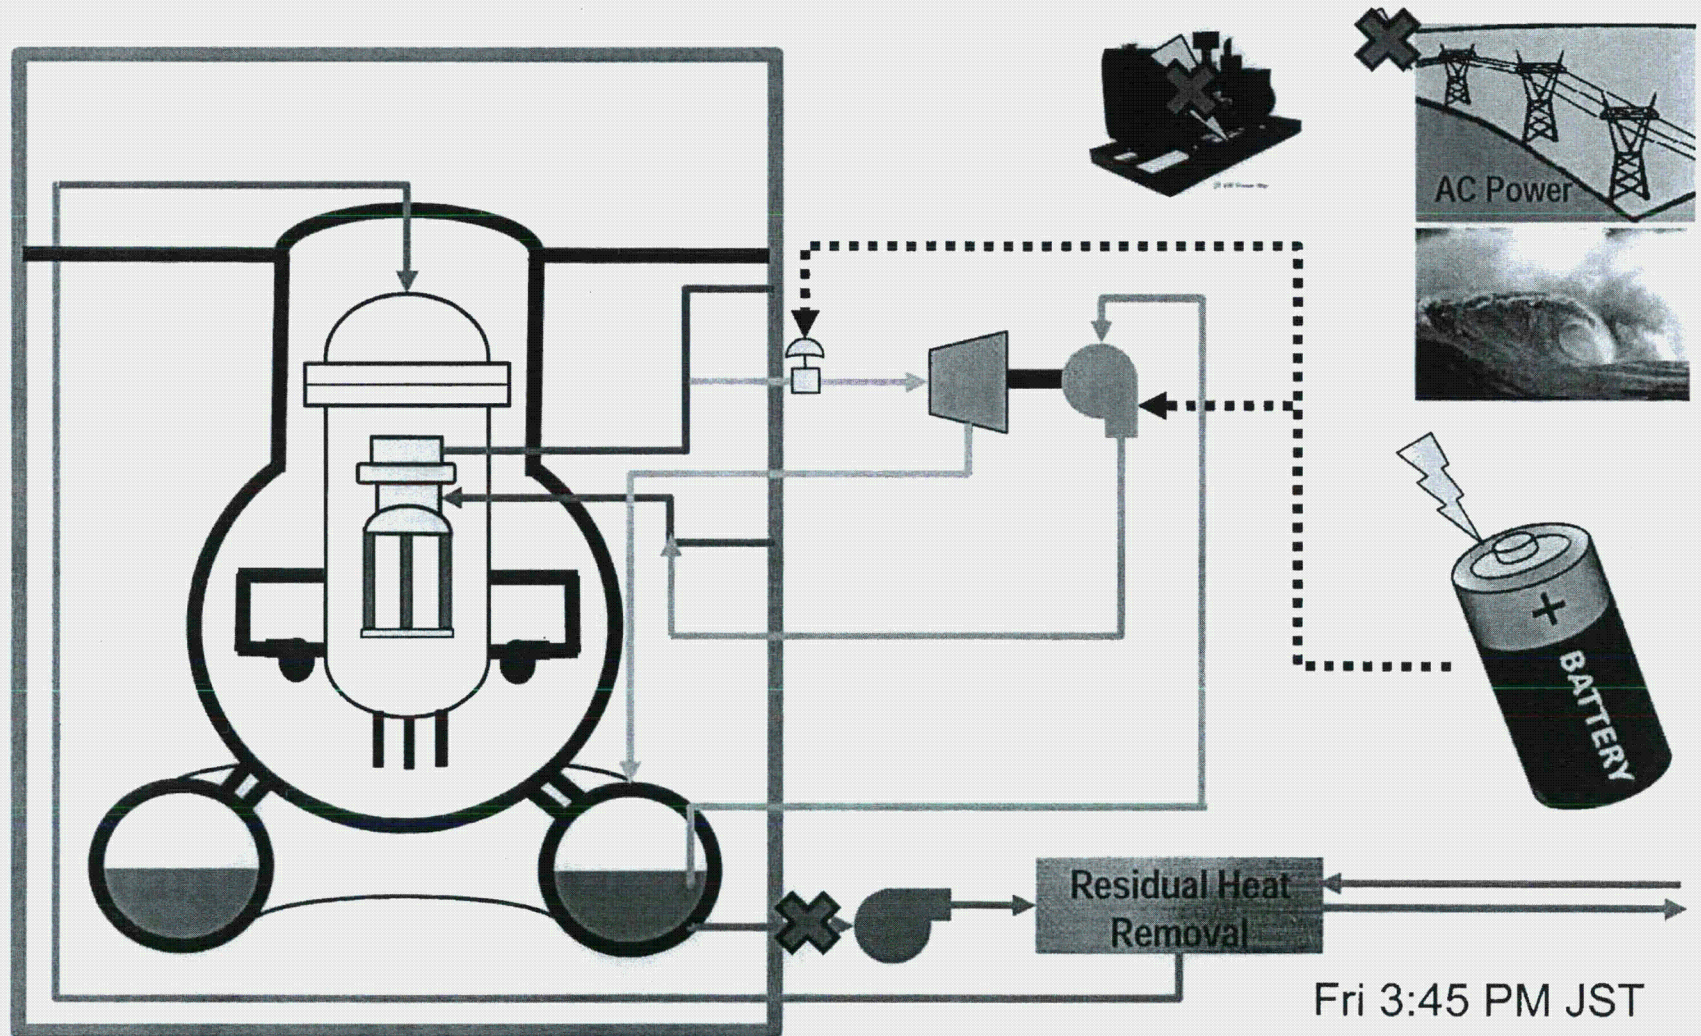 AC Power
+
BATTERY
Residual Heat
Removal
Fri 3:45 PM JST